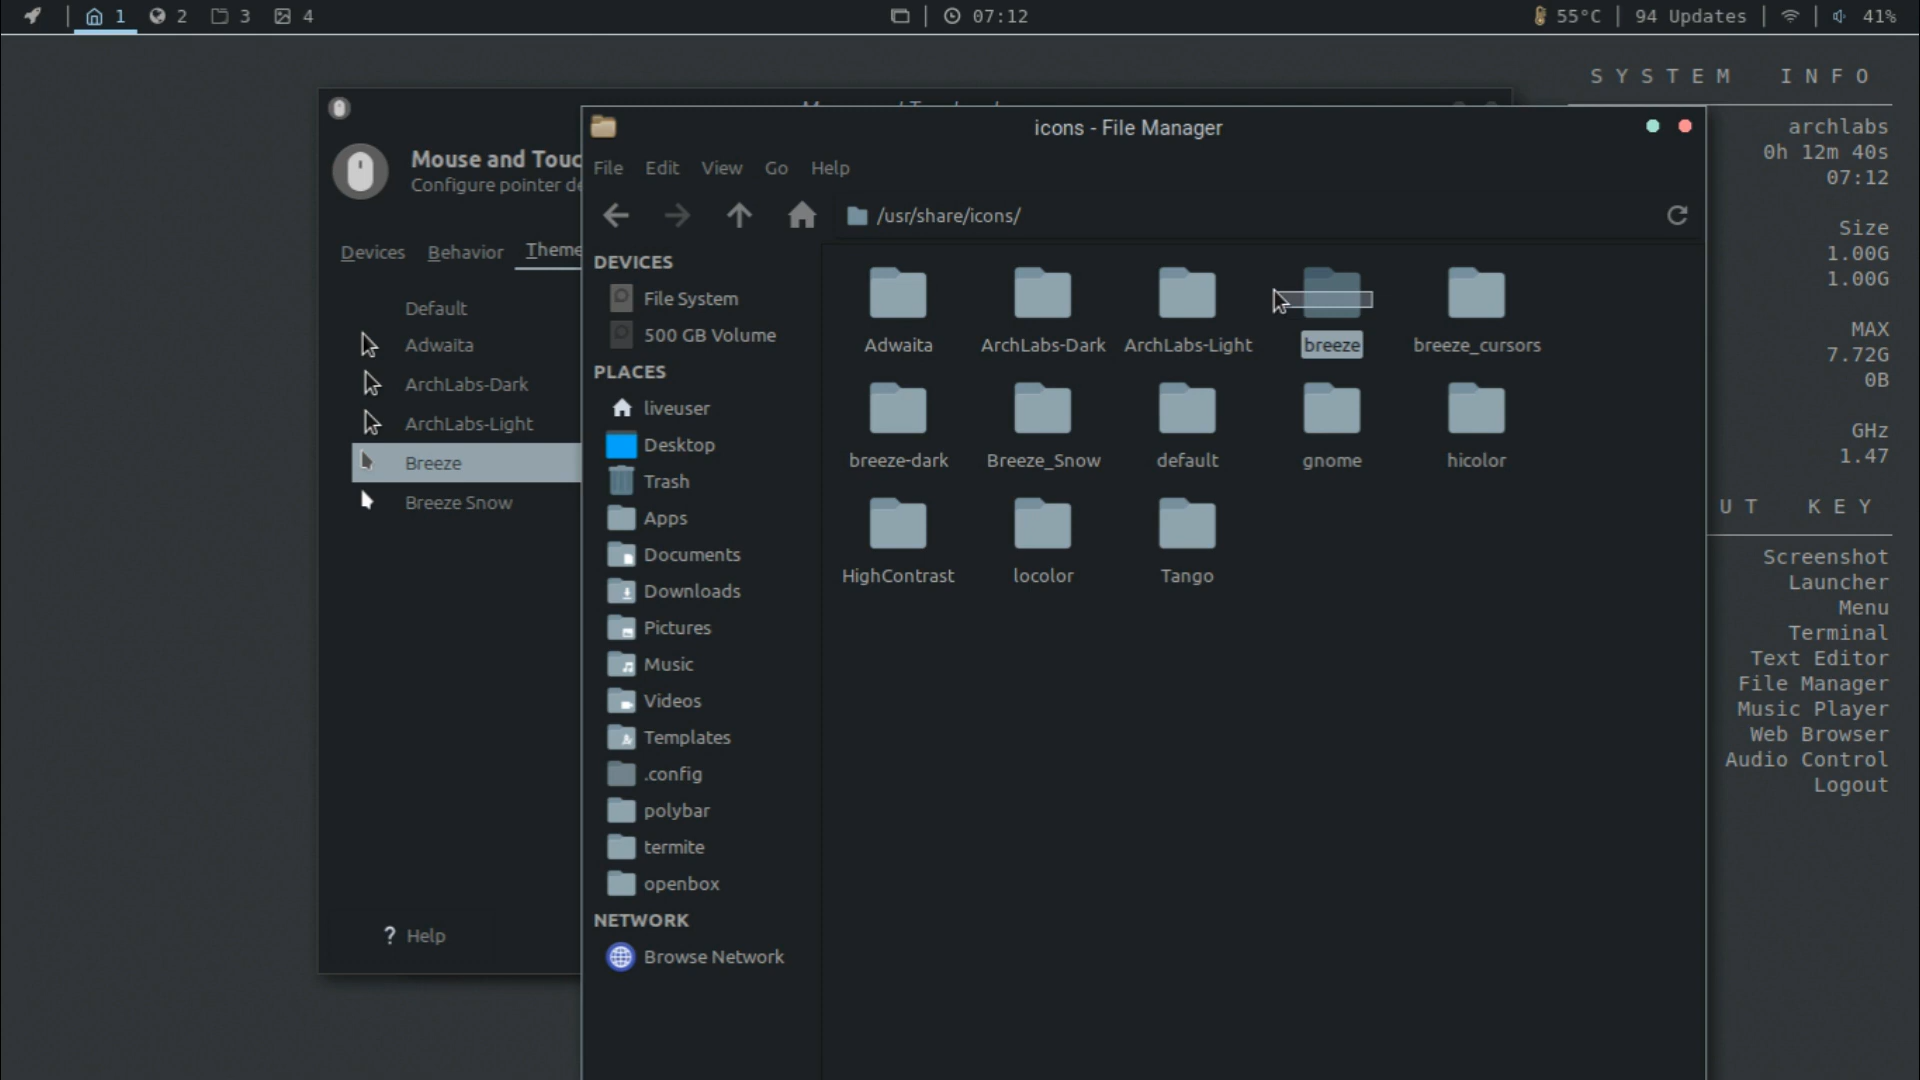 1 2 3 4
07:12
55°C 94 Updates 41%
SYSTEM INFO
archlabs
0h 12m 40s
07:12
Size
1.00G
1.00G
MAX
7.72G
0B
GHz
1.47
UT KEY
Screenshot
Launcher
Menu
Terminal
Text Editor
File Manager
Music Player
Web Browser
Audio Control
Logout
Mouse and Touc
Configure pointer de
Devices Behavior Theme
Default
Adwaita
ArchLabs-Dark
ArchLabs-Light
Breeze
Breeze Snow
? Help
icons - File Manager
File Edit View Go Help
/usr/share/icons/
DEVICES
File System
500 GB Volume
PLACES
liveuser
Desktop
Trash
Apps
Documents
Downloads
Pictures
Music
Videos
Templates
.config
polybar
termite
openbox
NETWORK
Browse Network
Adwaita ArchLabs-Dark ArchLabs-Light breeze breeze_cursors
breeze-dark Breeze_Snow default gnome hicolor
HighContrast locolor Tango